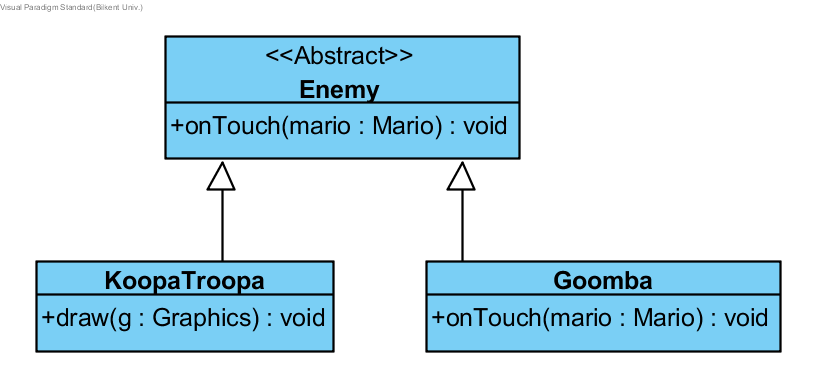 Visual Paradigm Standard(Bilkent Univ.)
<<Abstract>>
Enemy
+onTouch(mario : Mario) : void
KoopaTroopa
+draw(g : Graphics) : void
Goomba
+onTouch(mario : Mario) : void